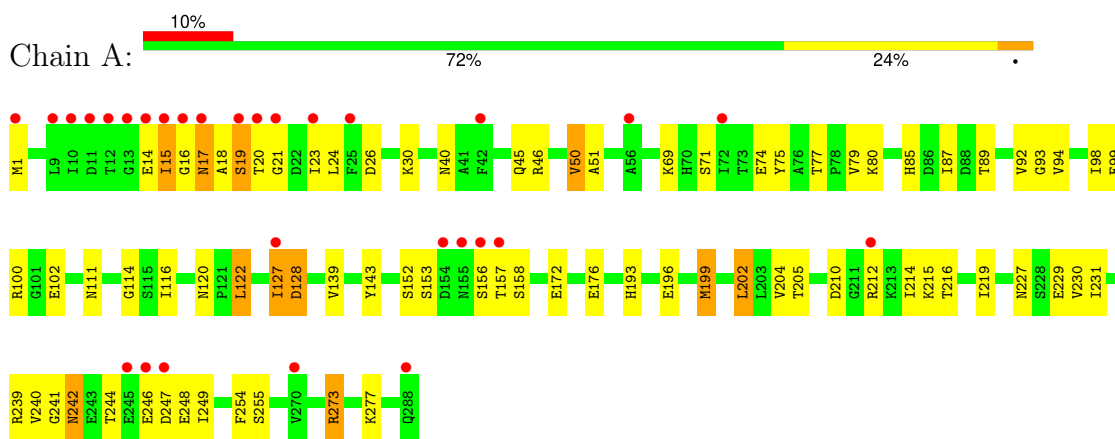 10%
Chain A:
72% 24% •
M1 L9 I10 D11 T12 G13 E14 I15 G16 N17 A18 S19 T20 G21 D22 I23 L24 F25 D26 K30 N40 A41 F42 Q45 R46 V50 A51 A56 K69 H70 S71 I72 T73 E74 Y75 A76 T77 P78 V79 K80 H85 D86 I87 D88 T89 V92 G93 V94 I98 E99
R100 G101 E102 N111 G114 S115 I116 N120 P121 L122 I127 D128 V139 Y143 S152 S153 D154 N155 S156 T157 S158 E172 E176 H193 E196 M199 L202 L203 V204 T205 D210 G211 R212 K213 I214 K215 T216 I219 N227 S228 E229 V230 I231
R239 V240 G241 N242 E243 T244 E245 E246 D247 E248 I249 F254 S255 V270 R273 K277 Q288